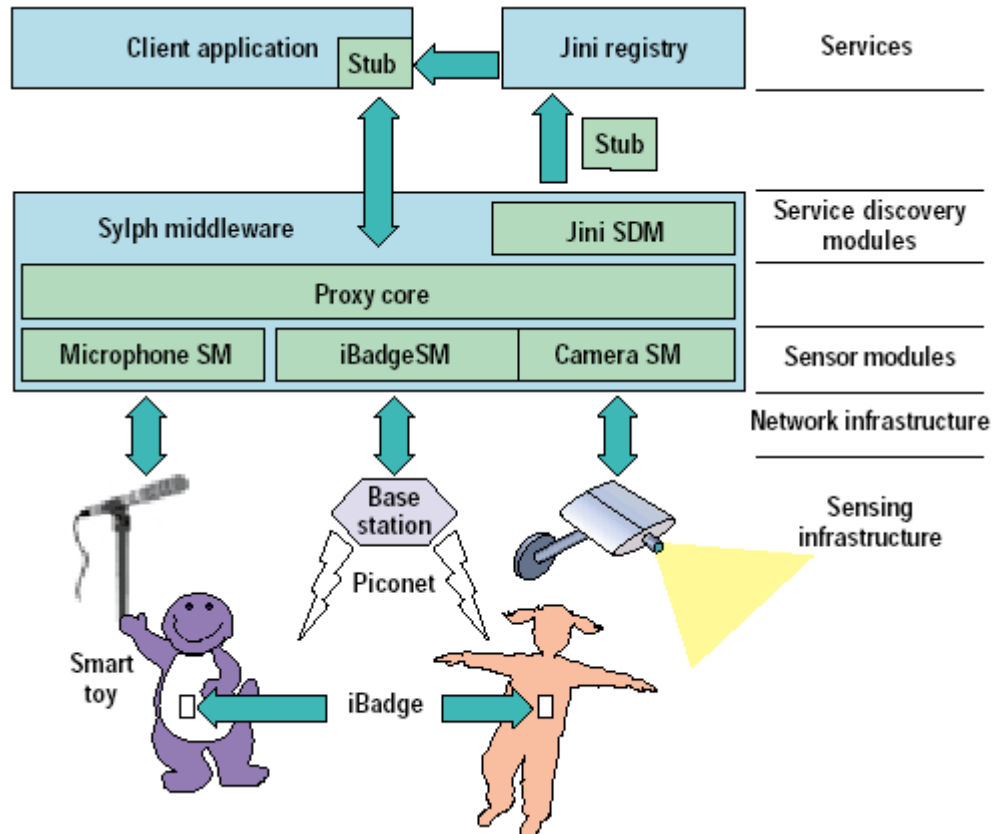 Client application
Stub
Jini registry
Services
Stub
Sylph middleware
Jini SDM
Service discovery
modules
Proxy core
Microphone SM
iBadgeSM
Camera SM
Sensor modules
Network infrastructure
Base
station
Sensing
infrastructure
Piconet
Smart
toy
iBadge